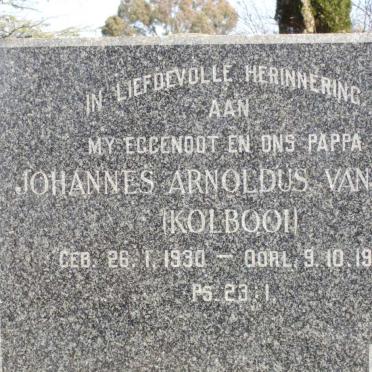 IN LIEFDEVOLLE HERINNERING
AAN
MY EGGENOOT EN ONS PAPPA
JOHANNES ARNOLDUS VAN
(KOLBOOI)
GEB. 26.1.1930 — OORL. 9.10.19
PS. 23:1.